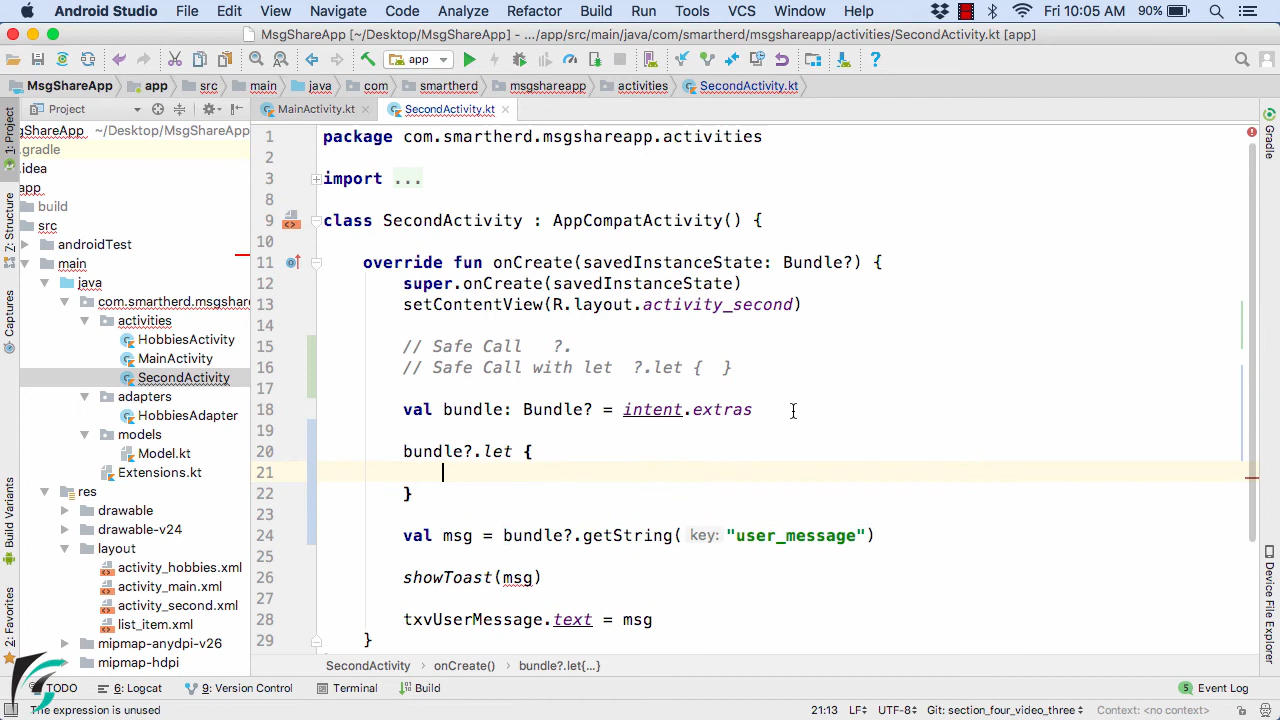 Android Studio File Edit View Navigate Code Analyze Refactor Build Run Tools VCS Window Help Fri 10:05 AM 90%
MsgShareApp [~/Desktop/MsgShareApp] - .../app/src/main/java/com/smartherd/msgshareapp/activities/SecondActivity.kt [app]
app
MsgShareApp app src main java com smartherd msgshareapp activities SecondActivity.kt
Project
MainActivity.kt SecondActivity.kt
gShareApp ~/Desktop/MsgShareApp
.gradle
.idea
app
build
src
androidTest
main
java
com.smartherd.msgshare
activities
HobbiesActivity
MainActivity
SecondActivity
adapters
HobbiesAdapter
models
Model.kt
Extensions.kt
res
drawable
drawable-v24
layout
activity_hobbies.xml
activity_main.xml
activity_second.xml
list_item.xml
mipmap-anydpi-v26
mipmap-hdpi
1: Project
7: Structure
Captures
Build Variants
2: Favorites
1 package com.smartherd.msgshareapp.activities
2
3 import ...
8
9 class SecondActivity : AppCompatActivity() {
10
11 override fun onCreate(savedInstanceState: Bundle?) {
12 super.onCreate(savedInstanceState)
13 setContentView(R.layout.activity_second)
14
15 // Safe Call ?.
16 // Safe Call with let ?.let { }
17
18 val bundle: Bundle? = intent.extras
19
20 bundle?.let {
21
22 }
23
24 val msg = bundle?.getString( key: "user_message")
25
26 showToast(msg)
27
28 txvUserMessage.text = msg
29 }
Gradle
Device File Explorer
SecondActivity onCreate() bundle?.let{...}
TODO 6: Logcat 9: Version Control Terminal Build 5 Event Log
The expression is unused 21:13 LF÷ UTF-8÷ Git: section_four_video_three Context: <no context>